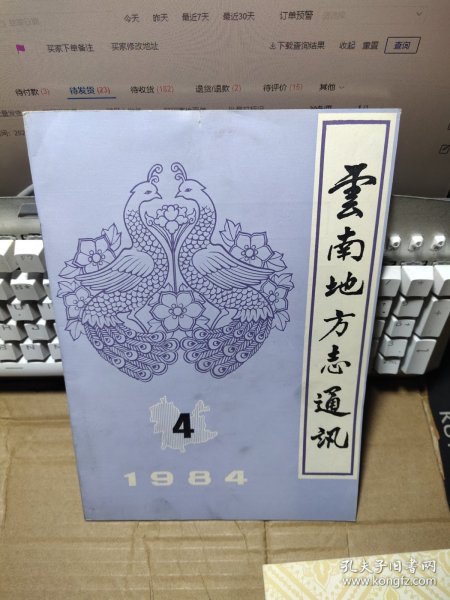 今天 昨天 最近7天 最近30天 订单预警
买家下单备注 买家修改地址 下载查询结果 收起 重置 查询
待付款(3) 待发货(23) 待收货(182) 退货/退款(2) 待评价(15) 其他
雲南地方志通訊
4
1984
孔夫子旧书网
www.kongfz.com